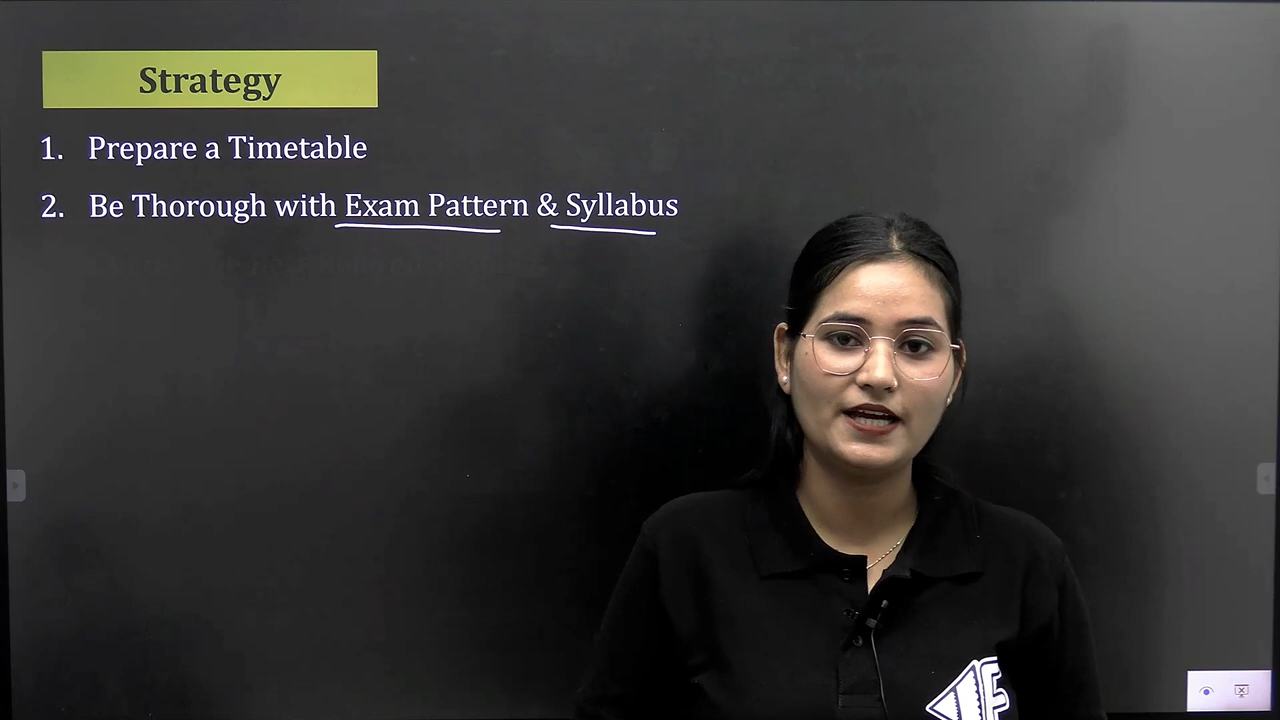 Strategy
1. Prepare a Timetable
2. Be Thorough with Exam Pattern & Syllabus